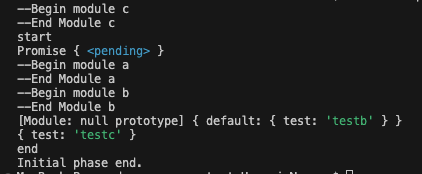 --Begin module c
--End Module c
start
Promise { <pending> }
--Begin module a
--End Module a
--Begin module b
--End Module b
[Module: null prototype] { default: { test: 'testb' } }
{ test: 'testc' }
end
Initial phase end.